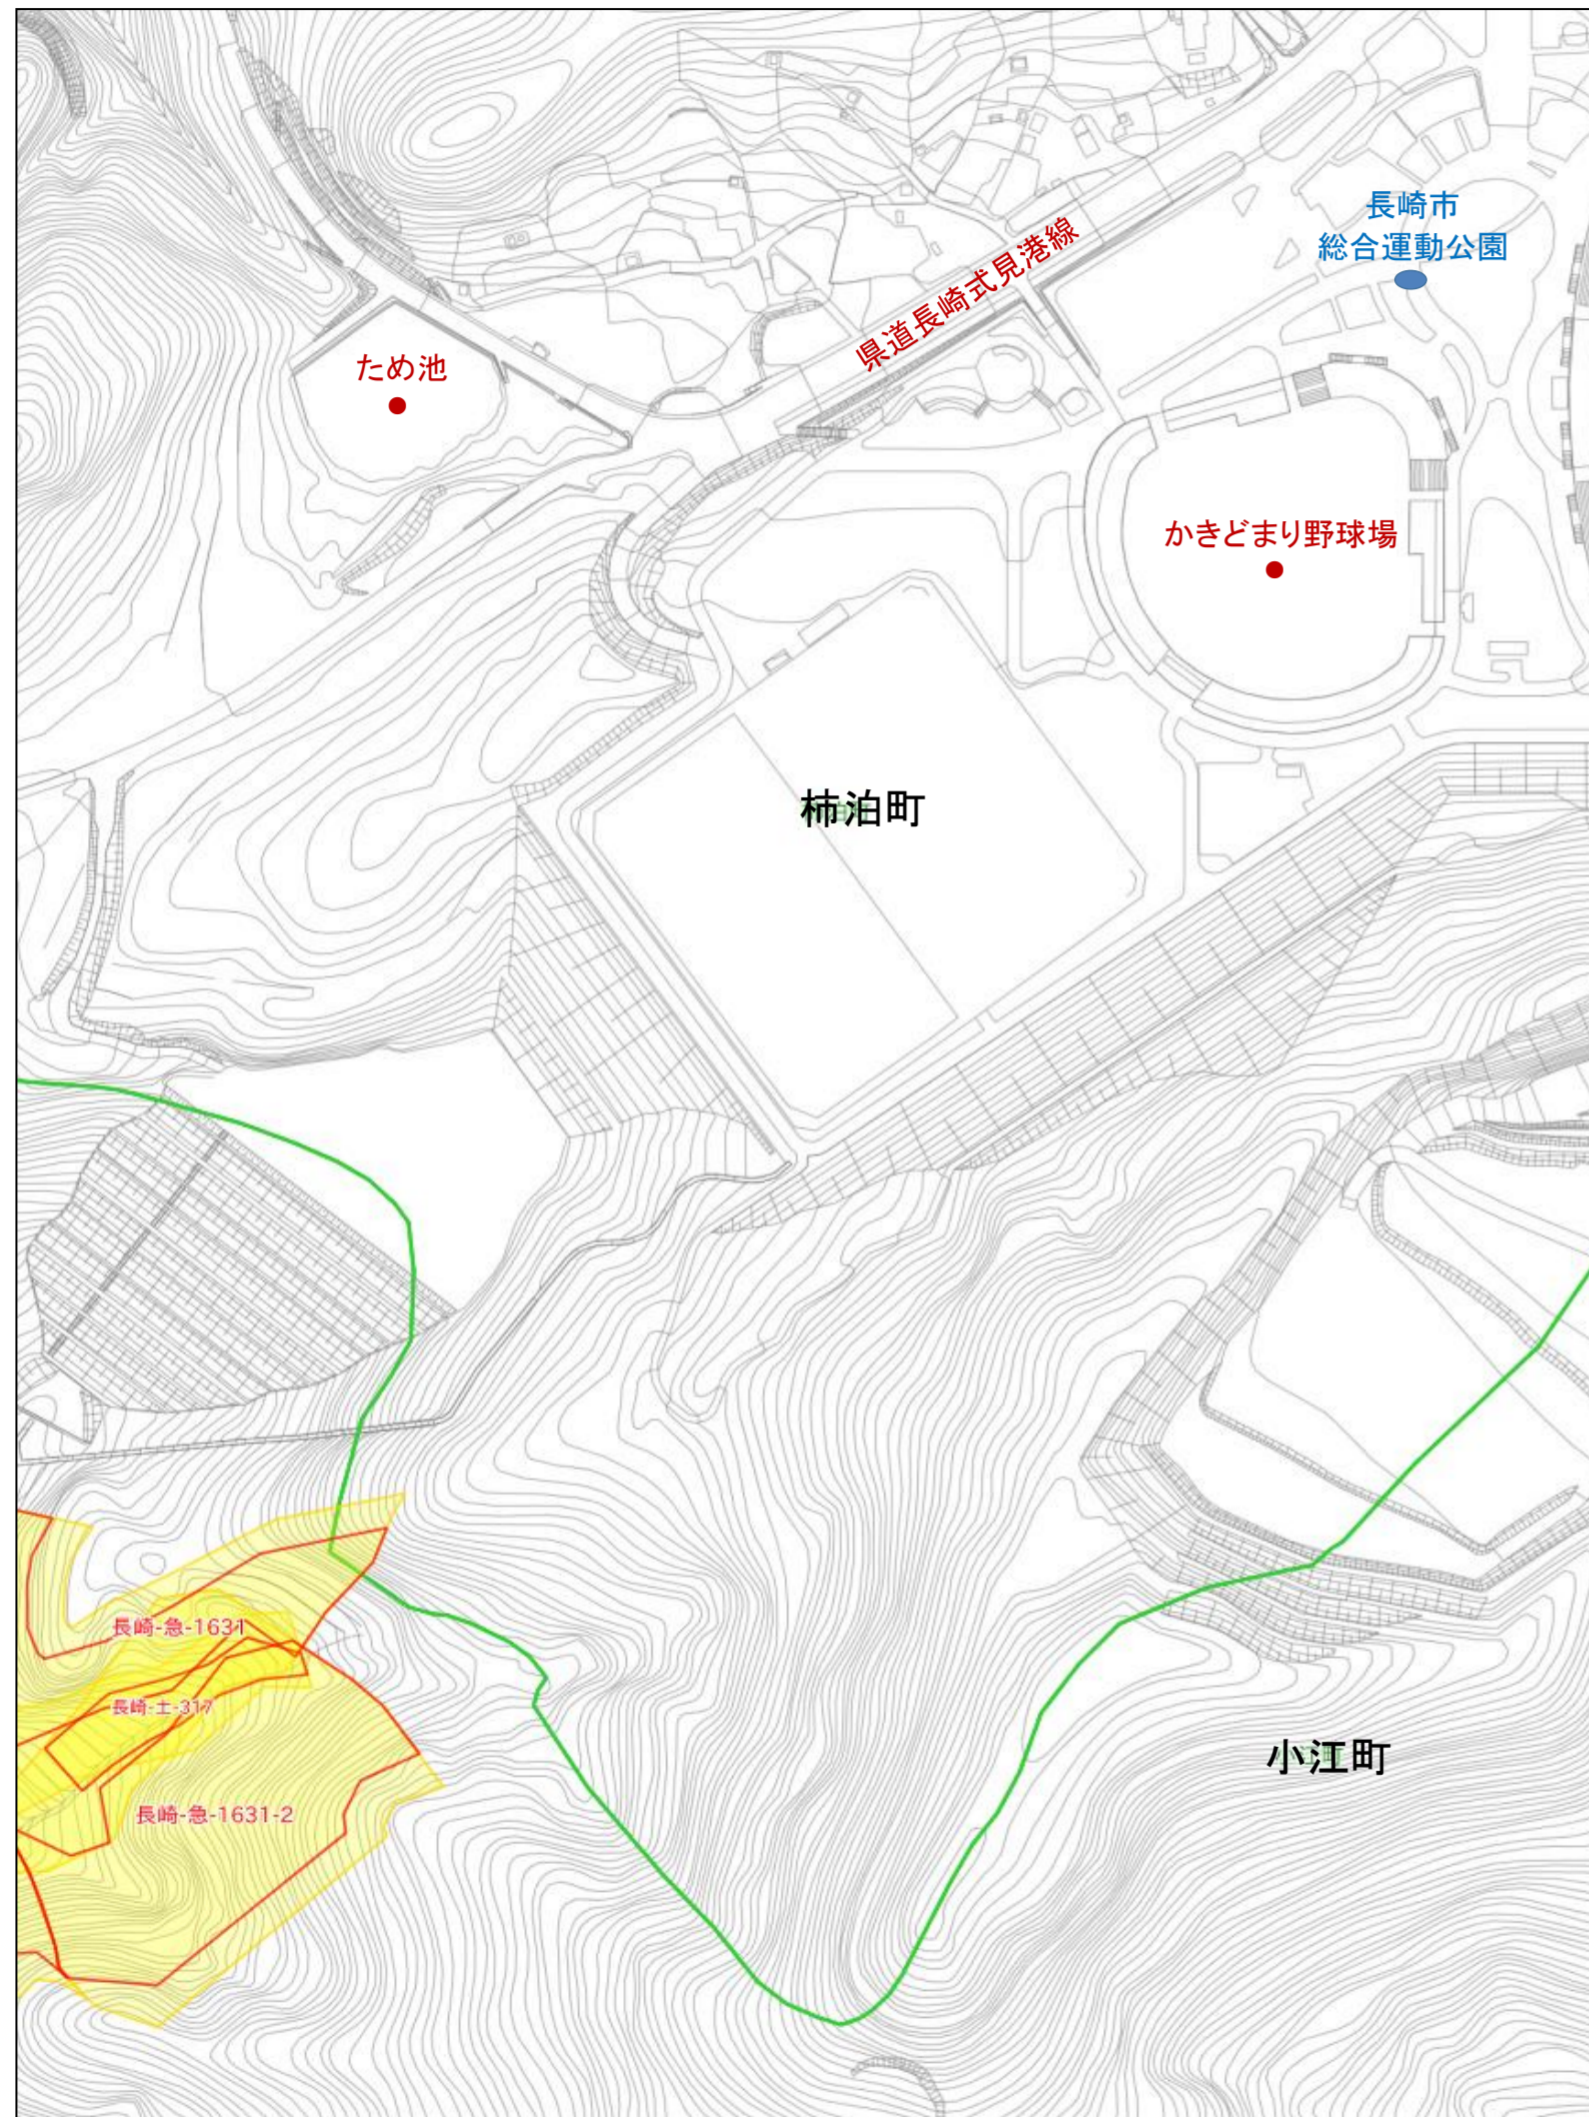 長崎市
総合運動公園
県道長崎式見港線
ため池
かきどまり野球場
柿泊町
長崎-急-1631
長崎-土-317
小江町
長崎-急-1631-2